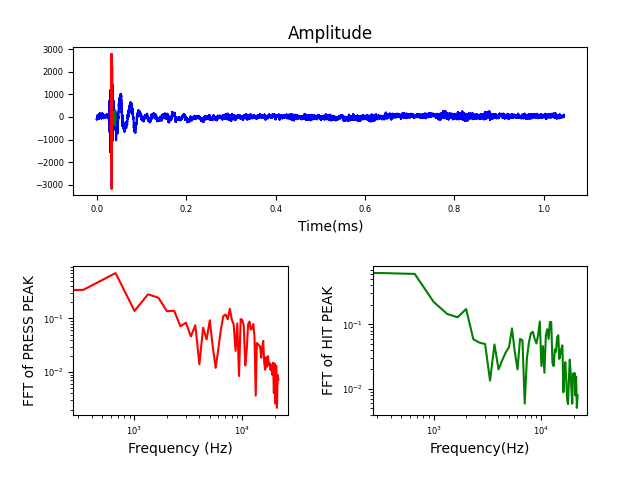 Amplitude
3000
2000
1000
0
−1000
−2000
−3000
0.0 0.2 0.4 0.6 0.8 1.0
Time(ms)
FFT of PRESS PEAK
10⁻¹
10⁻²
10³ 10⁴
Frequency (Hz)
FFT of HIT PEAK
10⁻¹
10⁻²
10³ 10⁴
Frequency(Hz)